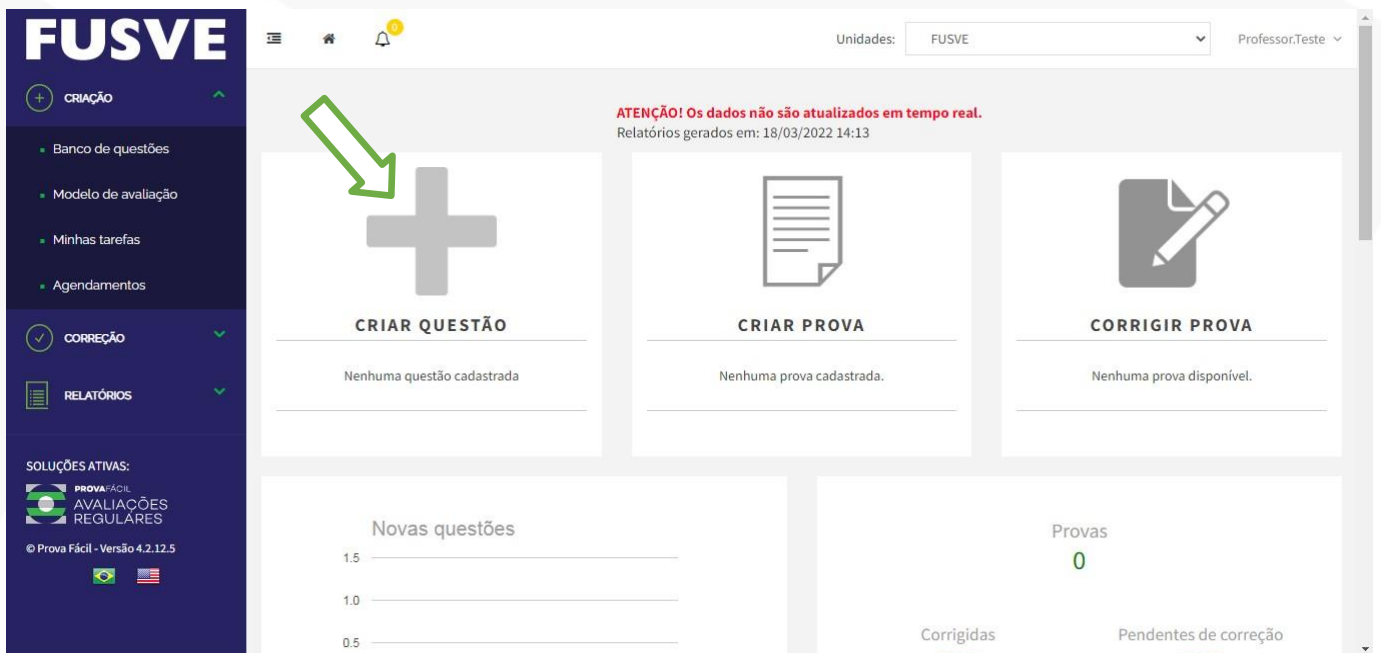 FUSVE
CRIAÇÃO
Banco de questões
Modelo de avaliação
Minhas tarefas
Agendamentos
CORREÇÃO
RELATÓRIOS
SOLUÇÕES ATIVAS:
PROVAFÁCIL
AVALIAÇÕES
REGULARES
© Prova Fácil - Versão 4.2.12.5
0
Unidades: FUSVE
Professor.Teste
ATENÇÃO! Os dados não são atualizados em tempo real.
Relatórios gerados em: 18/03/2022 14:13
CRIAR QUESTÃO
Nenhuma questão cadastrada
CRIAR PROVA
Nenhuma prova cadastrada.
CORRIGIR PROVA
Nenhuma prova disponível.
Novas questões
1.5
1.0
0.5
Provas
0
Corrigidas
Pendentes de correção